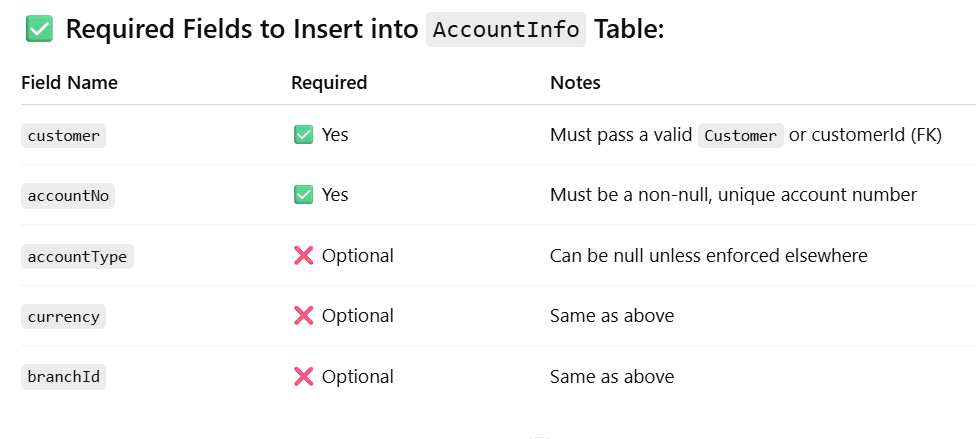 ✅ Required Fields to Insert into AccountInfo Table:
Field Name Required Notes
customer ✅ Yes Must pass a valid Customer or customerId (FK)
accountNo ✅ Yes Must be a non-null, unique account number
accountType ❌ Optional Can be null unless enforced elsewhere
currency ❌ Optional Same as above
branchId ❌ Optional Same as above